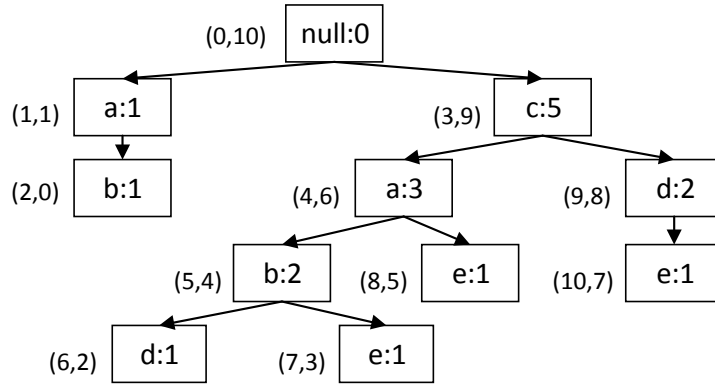 (0,10) null:0
(1,1) a:1 (3,9) c:5
(2,0) b:1 (4,6) a:3 (9,8) d:2
(5,4) b:2 (8,5) e:1 (10,7) e:1
(6,2) d:1 (7,3) e:1